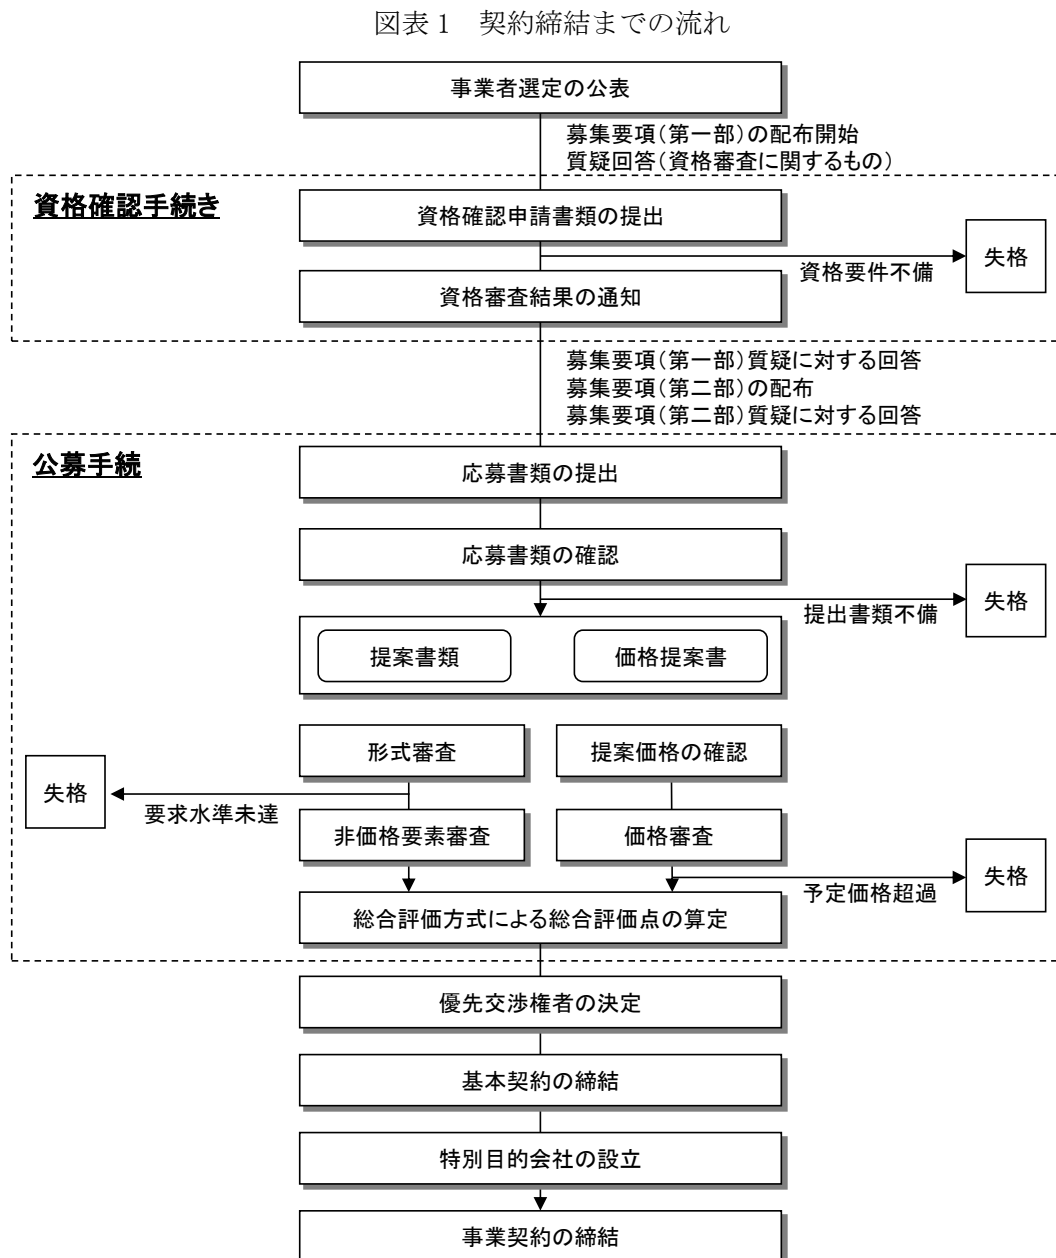 図表1 契約締結までの流れ
事業者選定の公表
募集要項(第一部)の配布開始
質疑回答(資格審査に関するもの)
資格確認手続き
資格確認申請書類の提出
失格
資格要件不備
資格審査結果の通知
募集要項(第一部)質疑に対する回答
募集要項(第二部)の配布
募集要項(第二部)質疑に対する回答
公募手続
応募書類の提出
応募書類の確認
失格
提出書類不備
提案書類
価格提案書
形式審査
提案価格の確認
失格
要求水準未達
非価格要素審査
価格審査
失格
予定価格超過
総合評価方式による総合評価点の算定
優先交渉権者の決定
基本契約の締結
特別目的会社の設立
事業契約の締結